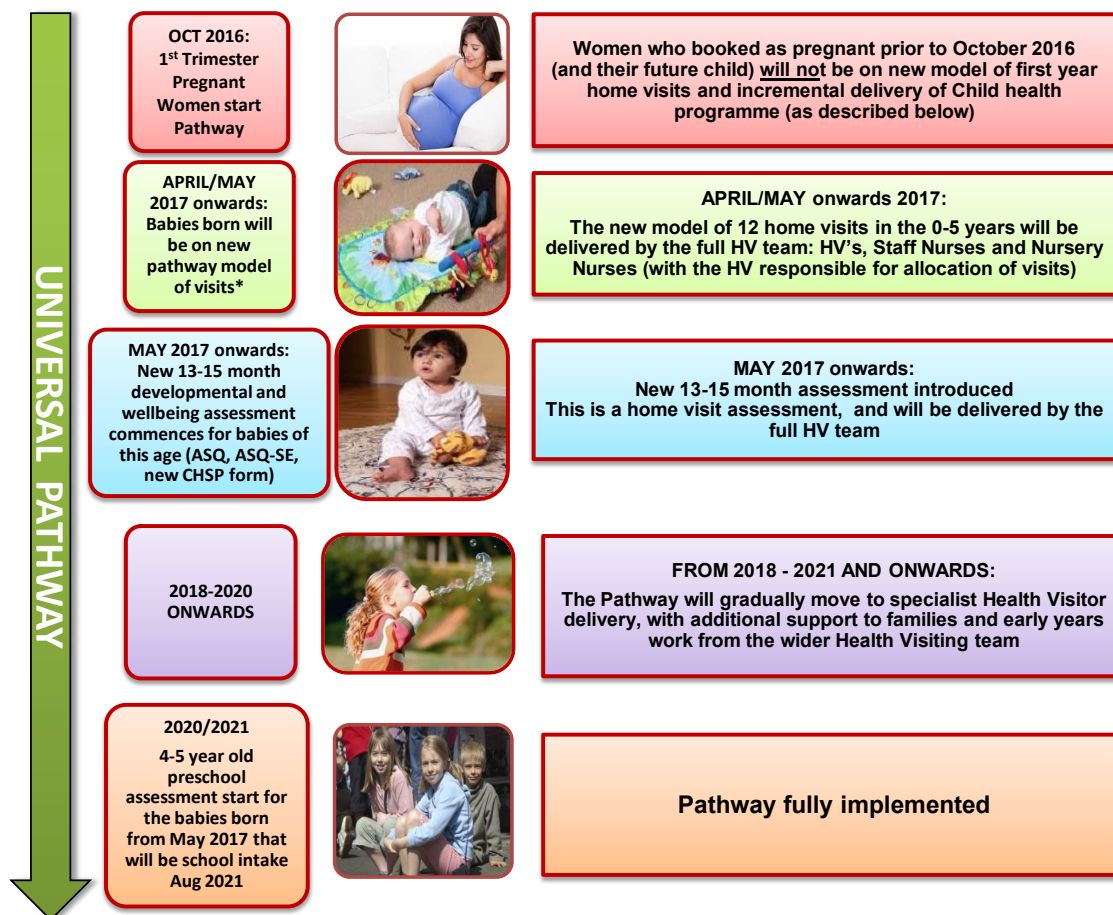 UNIVERSAL PATHWAY
OCT 2016:
1st Trimester
Pregnant
Women start
Pathway
Women who booked as pregnant prior to October 2016
(and their future child) will not be on new model of first year
home visits and incremental delivery of Child health
programme (as described below)
APRIL/MAY
2017 onwards:
Babies born will
be on new
pathway model
of visits*
APRIL/MAY onwards 2017:
The new model of 12 home visits in the 0-5 years will be
delivered by the full HV team: HV's, Staff Nurses and Nursery
Nurses (with the HV responsible for allocation of visits)
MAY 2017 onwards:
New 13-15 month
developmental and
wellbeing assessment
commences for babies of
this age (ASQ, ASQ-SE,
new CHSP form)
MAY 2017 onwards:
New 13-15 month assessment introduced
This is a home visit assessment, and will be delivered by the
full HV team
2018-2020
ONWARDS
FROM 2018 - 2021 AND ONWARDS:
The Pathway will gradually move to specialist Health Visitor
delivery, with additional support to families and early years
work from the wider Health Visiting team
2020/2021
4-5 year old
preschool
assessment start for
the babies born
from May 2017 that
will be school intake
Aug 2021
Pathway fully implemented